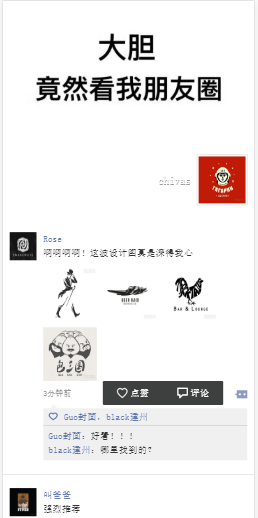 大胆
竟然看我朋友圈
chivas
Rose
啊啊啊啊！这波设计图真是深得我心
BEER HAUS
BAR & LOUNGE
3分钟前
点赞
评论
Guo封面，black建州
Guo封面：好看！！！
black建州：哪里找到的？
叫爸爸
强烈推荐